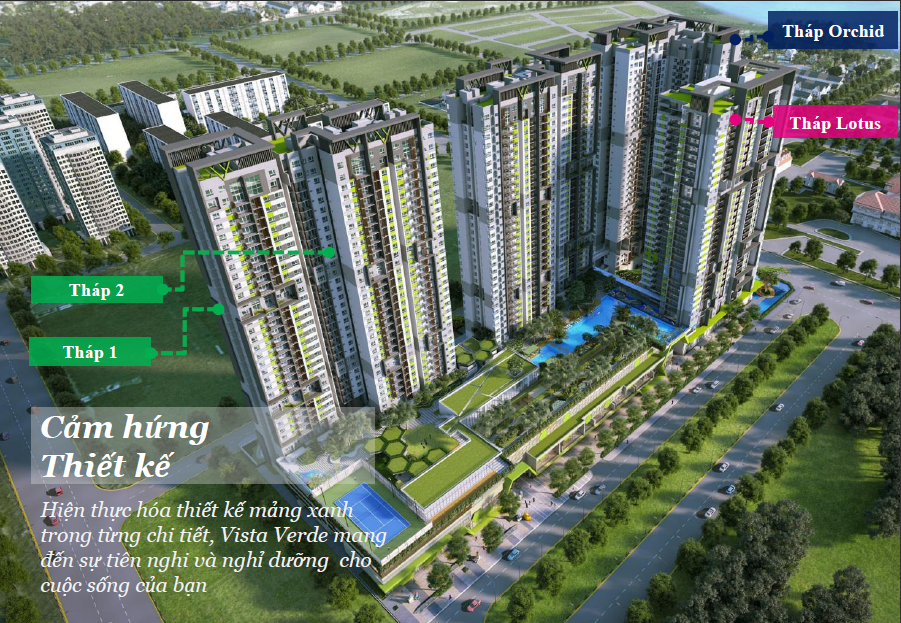 Tháp Orchid
Tháp Lotus
Tháp 2
Tháp 1
Cảm hứng
Thiết kế
Hiện thực hóa thiết kế mảng xanh
trong từng chi tiết, Vista Verde mang
đến sự tiện nghi và nghỉ dưỡng cho
cuộc sống của bạn